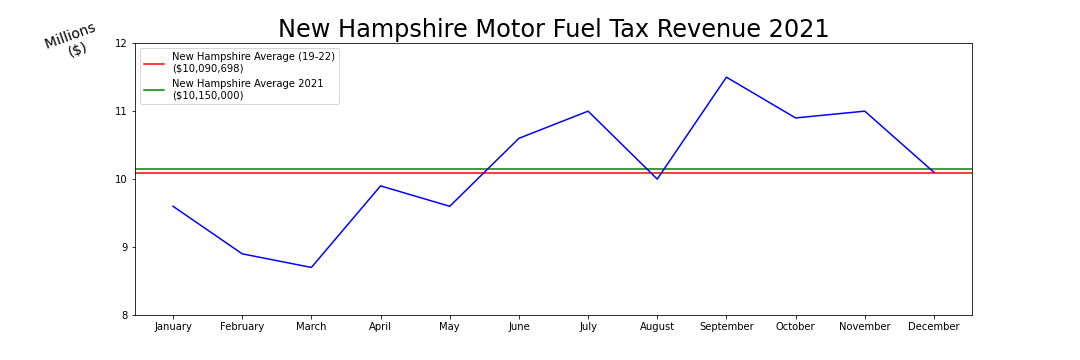 New Hampshire Motor Fuel Tax Revenue 2021
Millions
($)
New Hampshire Average (19-22)
($10,090,698)
New Hampshire Average 2021
($10,150,000)
12
11
10
9
8
January February March April May June July August September October November December